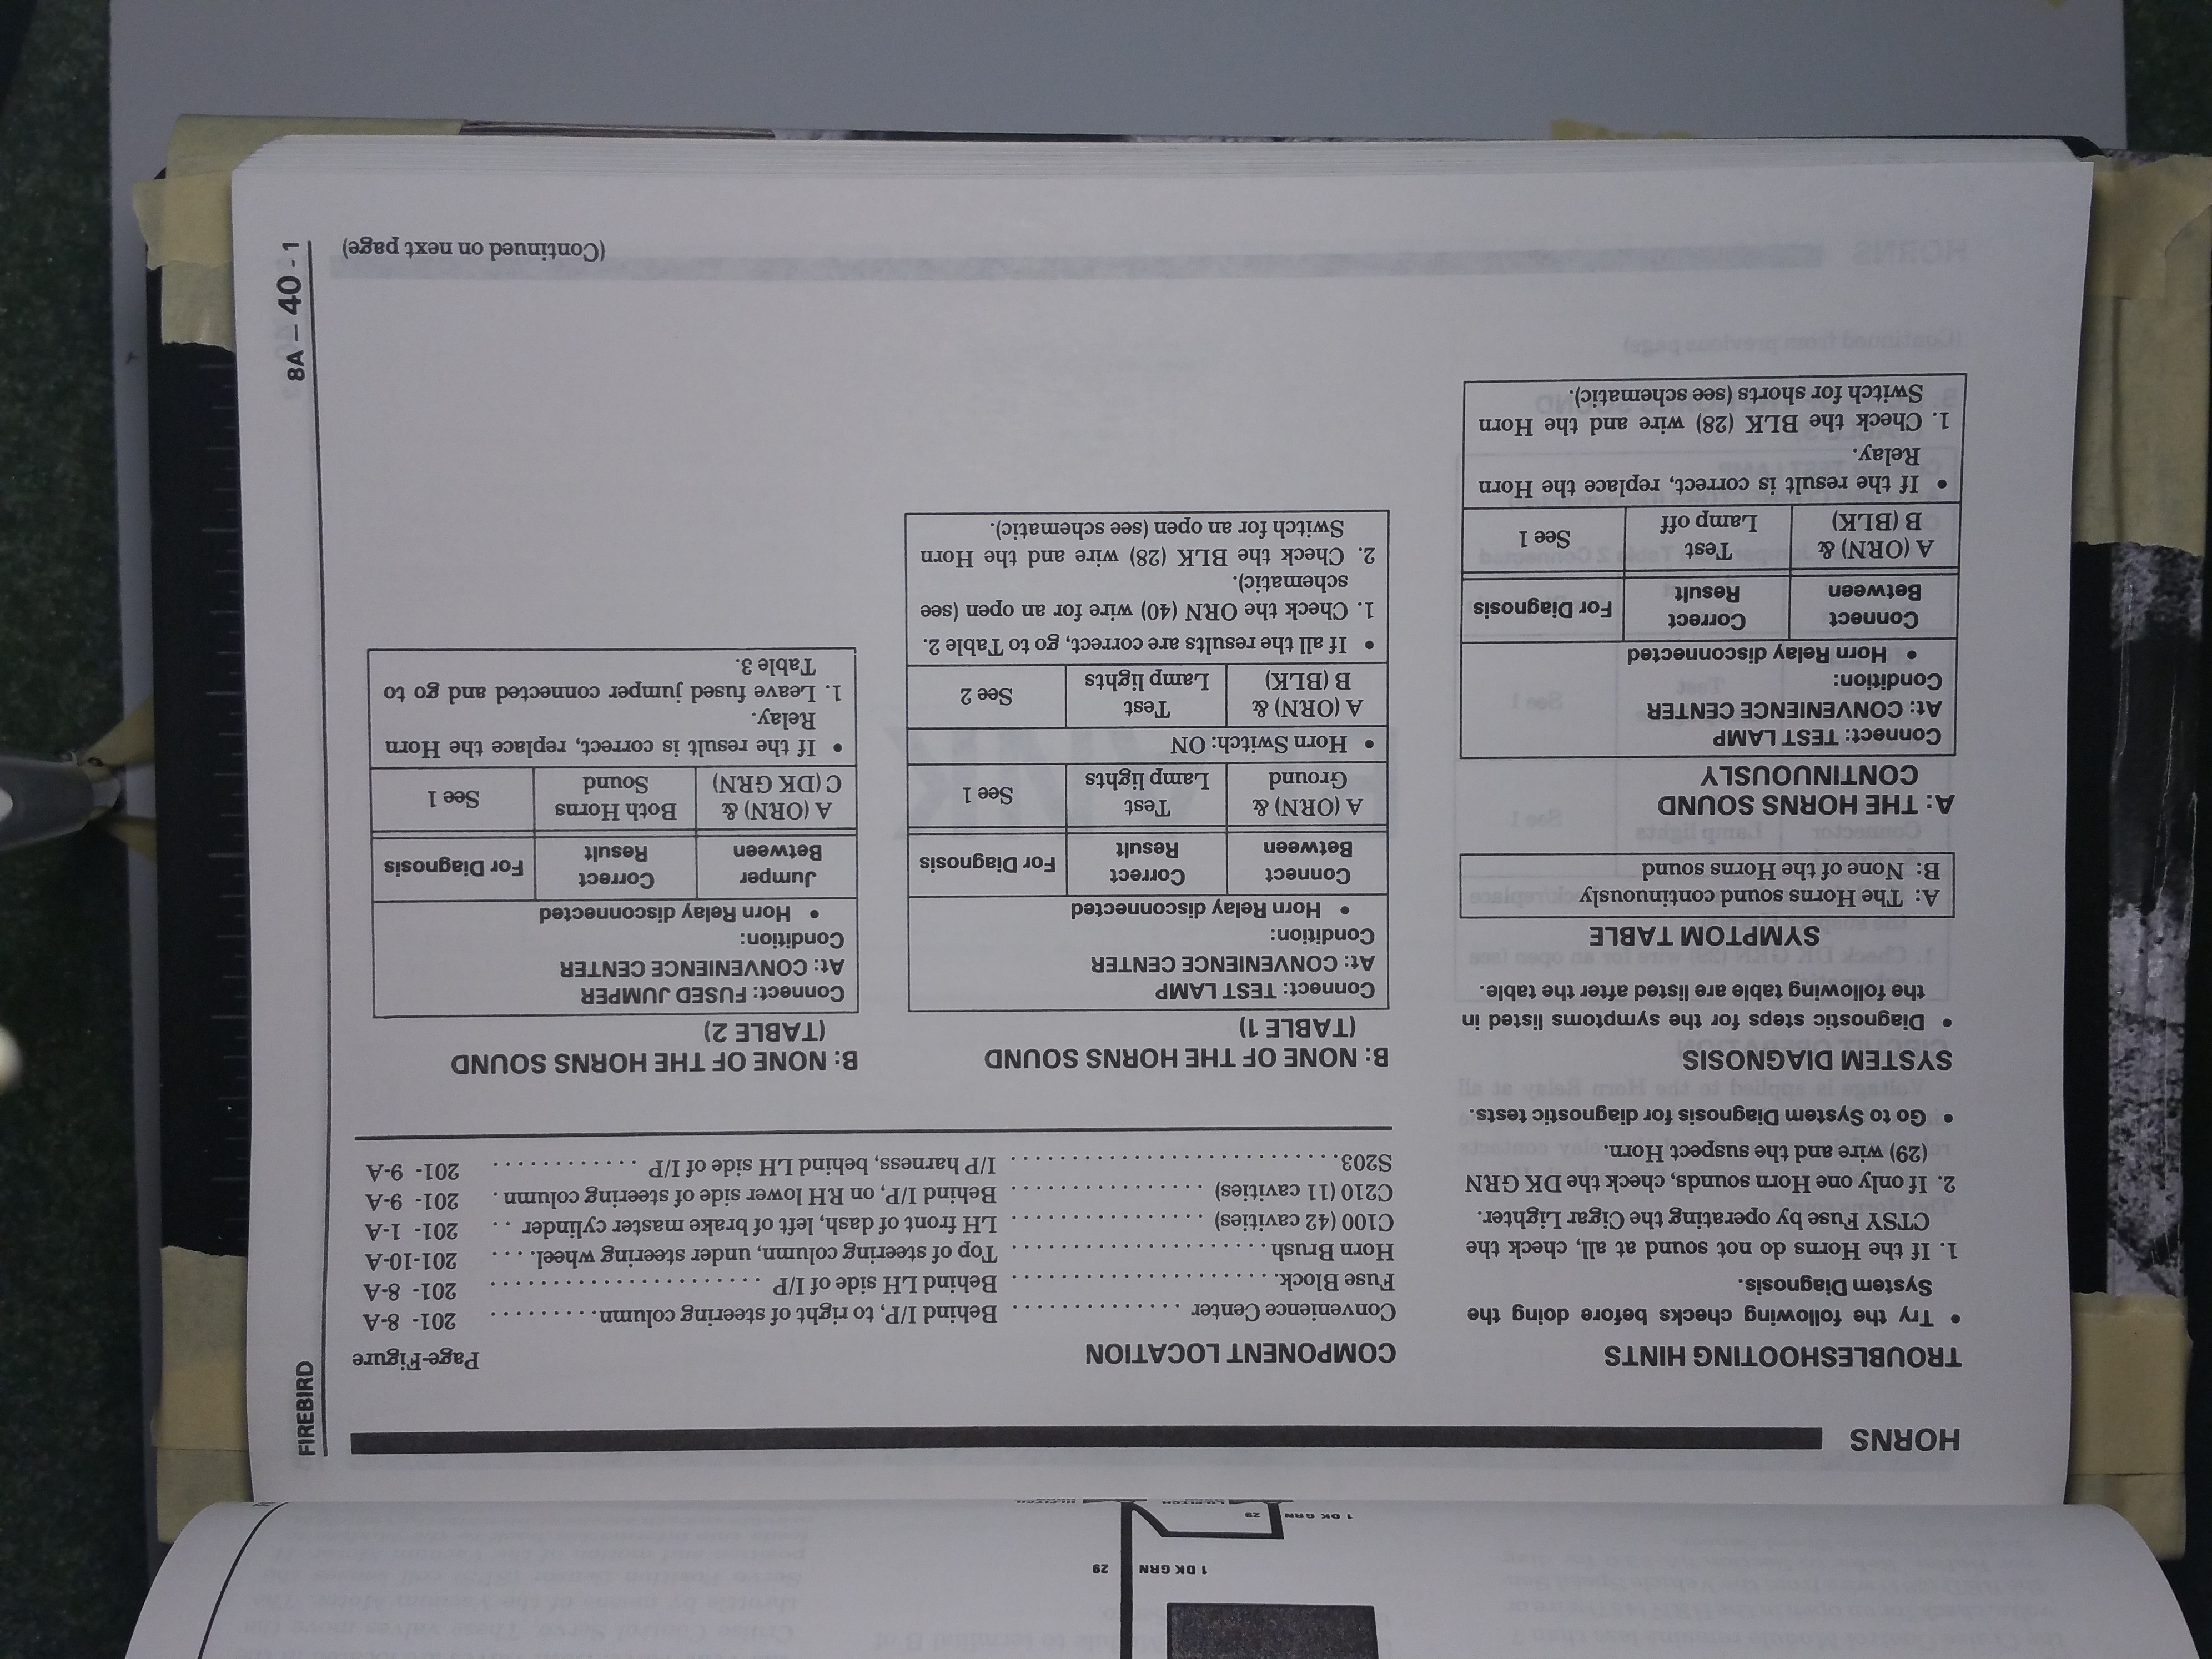 1 DK GRN
29
1 DK GRN
29
HORNS
FIREBIRD
TROUBLESHOOTING HINTS
• Try the following checks before doing the
System Diagnosis.
1. If the Horns do not sound at all, check the
CTSY Fuse by operating the Cigar Lighter.
2. If only one Horn sounds, check the DK GRN
(29) wire and the suspect Horn.
• Go to System Diagnosis for diagnostic tests.
SYSTEM DIAGNOSIS
• Diagnostic steps for the symptoms listed in
the following table are listed after the table.
SYMPTOM TABLE
A: The Horns sound continuously
B: None of the Horns sound
A: THE HORNS SOUND
CONTINUOUSLY
Connect: TEST LAMP
At: CONVENIENCE CENTER
Condition:
• Horn Relay disconnected
Connect Between
Correct Result
For Diagnosis
A (ORN) & B (BLK)
Test Lamp off
See 1
• If the result is correct, replace the Horn
Relay.
1. Check the BLK (28) wire and the Horn
Switch for shorts (see schematic).
COMPONENT LOCATION Page-Figure
Convenience Center ................ Behind I/P, to right of steering column.......... 201- 8-A
Fuse Block......................... Behind LH side of I/P ......................... 201- 8-A
Horn Brush......................... Top of steering column, under steering wheel.... 201-10-A
C100 (42 cavities) .................. LH front of dash, left of brake master cylinder .. 201- 1-A
C210 (11 cavities) .................. Behind I/P, on RH lower side of steering column . 201- 9-A
S203............................... I/P harness, behind LH side of I/P ............. 201- 9-A
B: NONE OF THE HORNS SOUND
(TABLE 1)
Connect: TEST LAMP
At: CONVENIENCE CENTER
Condition:
• Horn Relay disconnected
Connect Between
Correct Result
For Diagnosis
A (ORN) & Ground
Test Lamp lights
See 1
• Horn Switch: ON
A (ORN) & B (BLK)
Test Lamp lights
See 2
• If all the results are correct, go to Table 2.
1. Check the ORN (40) wire for an open (see
schematic).
2. Check the BLK (28) wire and the Horn
Switch for an open (see schematic).
B: NONE OF THE HORNS SOUND
(TABLE 2)
Connect: FUSED JUMPER
At: CONVENIENCE CENTER
Condition:
• Horn Relay disconnected
Jumper Between
Correct Result
For Diagnosis
A (ORN) & C (DK GRN)
Both Horns Sound
See 1
• If the result is correct, replace the Horn
Relay.
1. Leave fused jumper connected and go to
Table 3.
(Continued on next page)
8A — 40 - 1